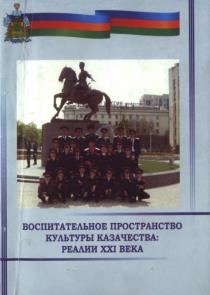 ВОСПИТАТЕЛЬНОЕ ПРОСТРАНСТВО
КУЛЬТУРЫ КАЗАЧЕСТВА:
РЕАЛИИ XXI ВЕКА